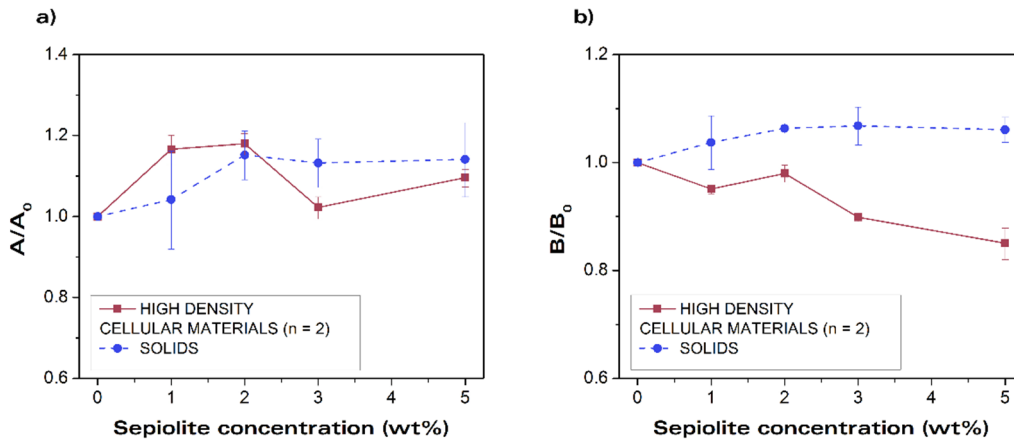 a)
1.4
1.2
1.0
0.8
0.6
A/A₀
HIGH DENSITY
CELLULAR MATERIALS (n = 2)
SOLIDS
0 1 2 3 4 5
Sepiolite concentration (wt%)
b)
1.2
1.0
0.8
0.6
B/B₀
HIGH DENSITY
CELLULAR MATERIALS (n = 2)
SOLIDS
0 1 2 3 4 5
Sepiolite concentration (wt%)